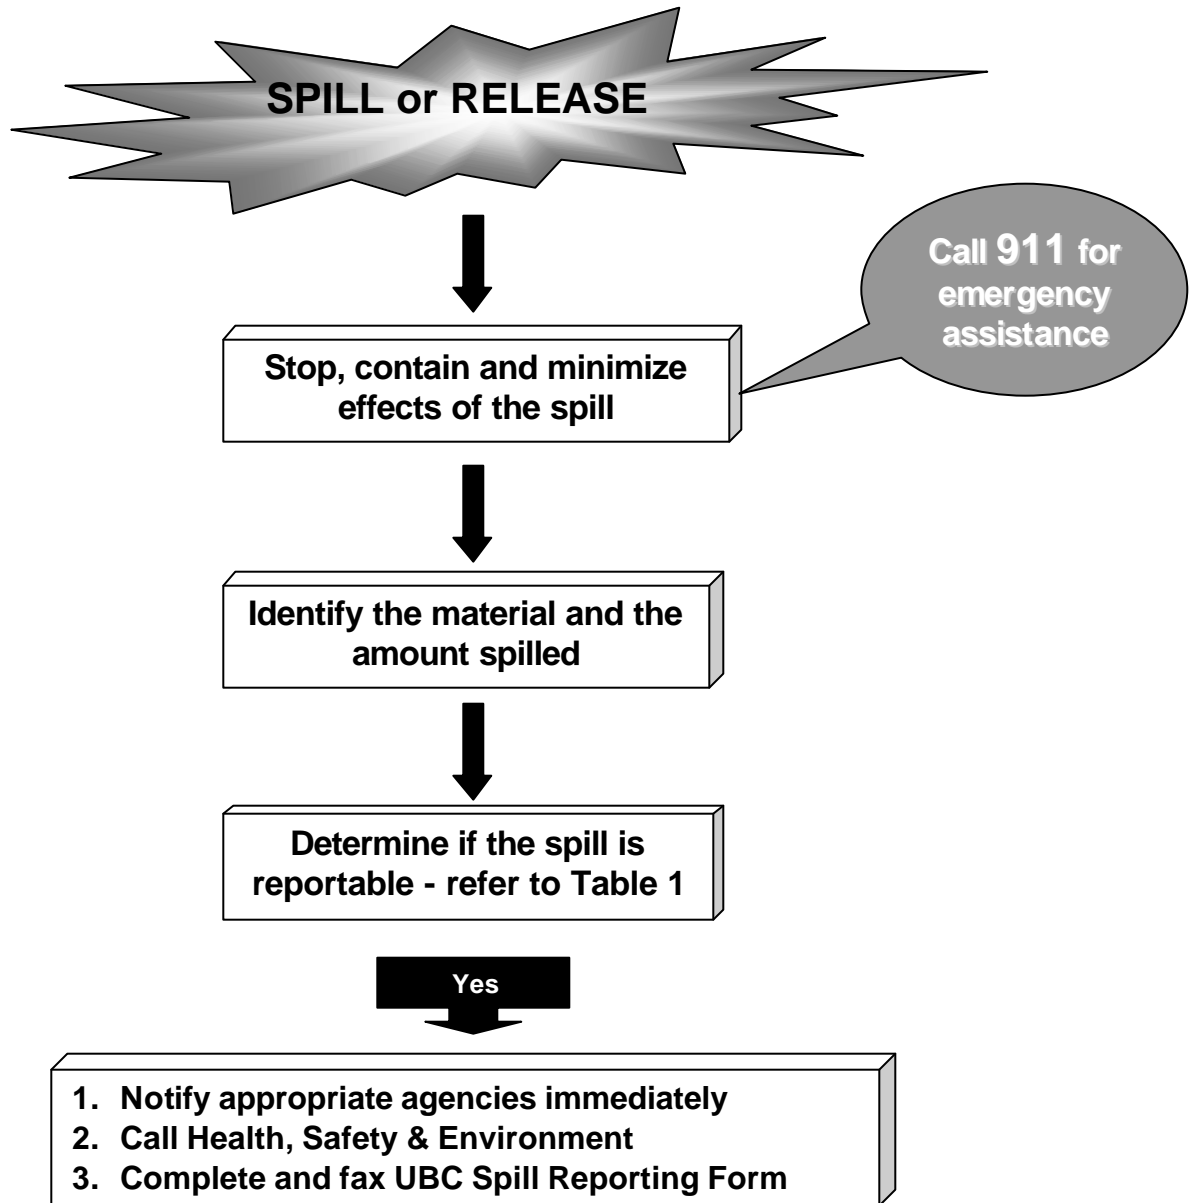 SPILL or RELEASE
Call 911 for
emergency
assistance
Stop, contain and minimize
effects of the spill
Identify the material and the
amount spilled
Determine if the spill is
reportable - refer to Table 1
Yes
1. Notify appropriate agencies immediately
2. Call Health, Safety & Environment
3. Complete and fax UBC Spill Reporting Form